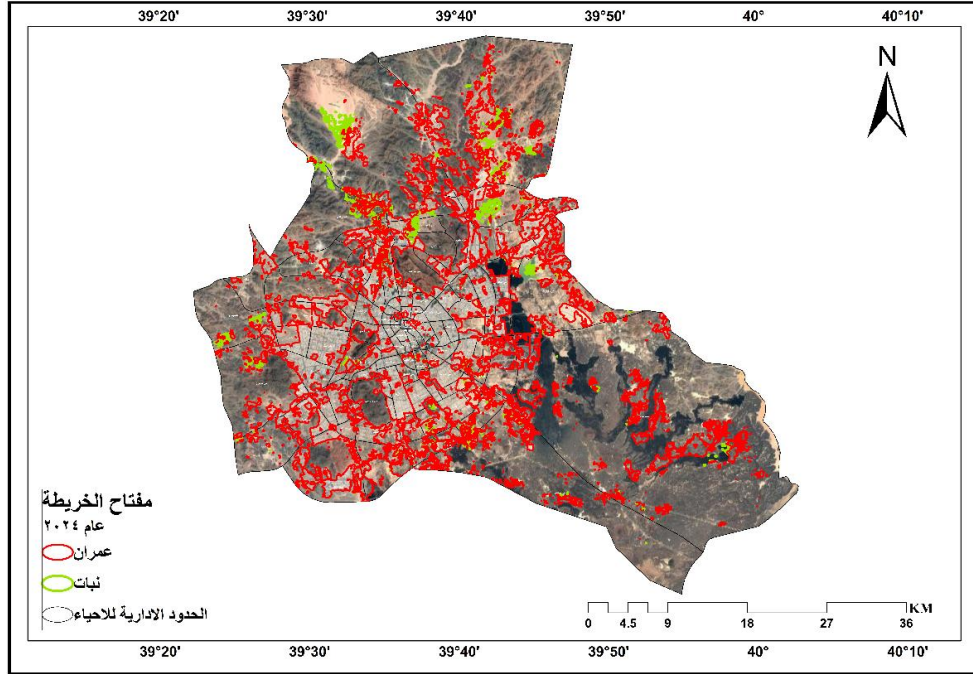 39°20' 39°30' 39°40' 39°50' 40° 40°10'
N
مفتاح الخريطة
عام ٢٠٢٤
عمران
نبات
الحدود الادارية للاحياء
KM
0 4.5 9 18 27 36
39°20' 39°30' 39°40' 39°50' 40° 40°10'